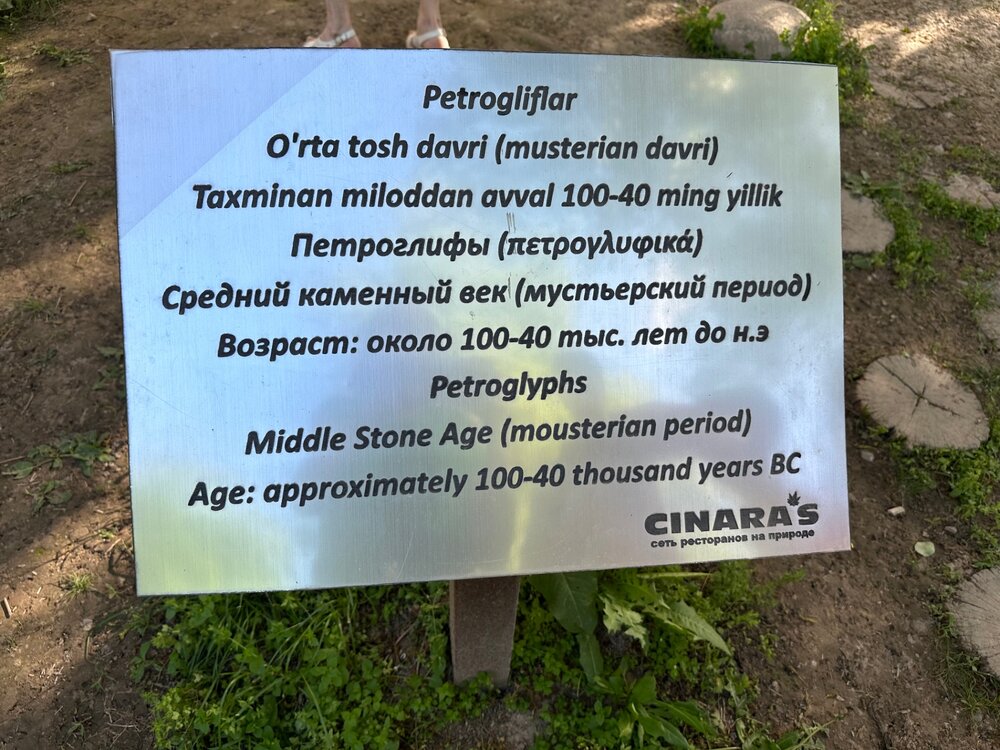 Petrogliflar
O'rta tosh davri (musterian davri)
Taxminan miloddan avval 100-40 ming yillik
Петроглифы (πετρογλυφικά)
Средний каменный век (мустьерский период)
Возраст: около 100-40 тыс. лет до н.э
Petroglyphs
Middle Stone Age (mousterian period)
Age: approximately 100-40 thousand years BC
CINARA'S
сеть ресторанов на природе